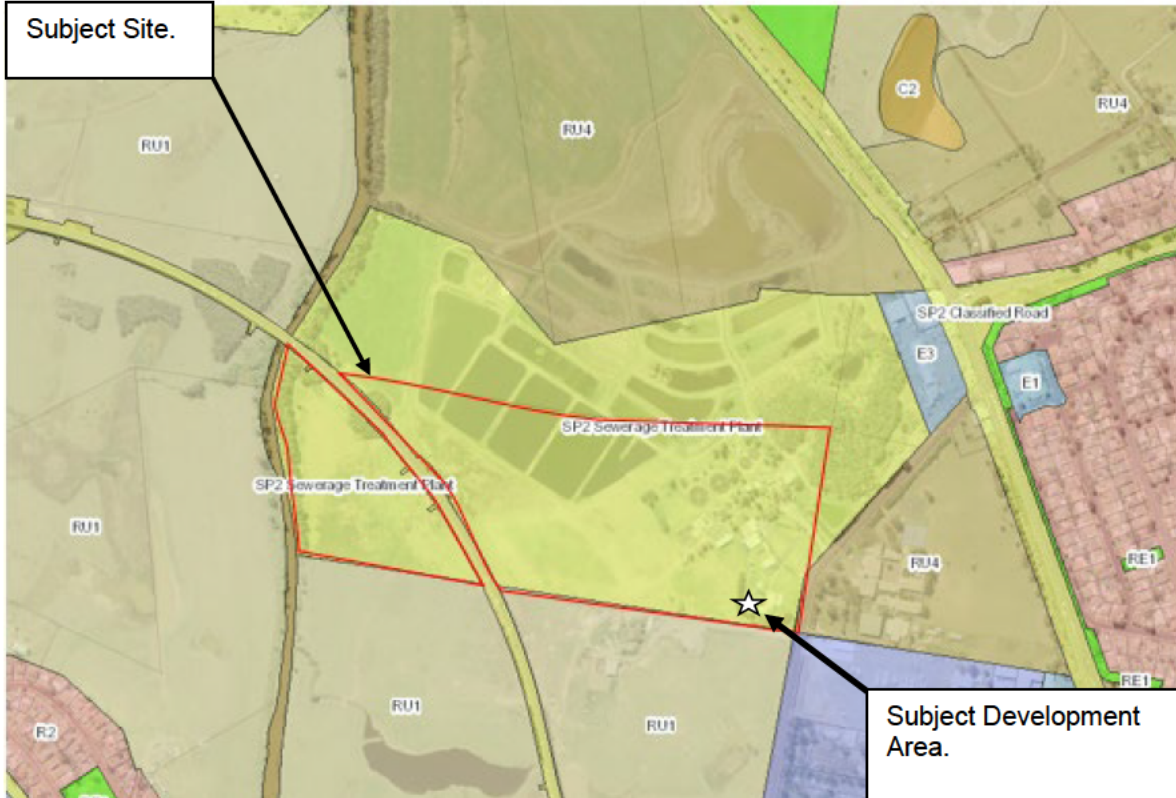 Subject Site.
C2
RU4
RU4
RU1
SP2 Classified Road
E3
E1
SP2 Sewerage Treatment Plant
SP2 Sewerage Treatment Plant
RU1
RE1
RU4
RE1
RU1
RU1
R2
Subject Development
Area.